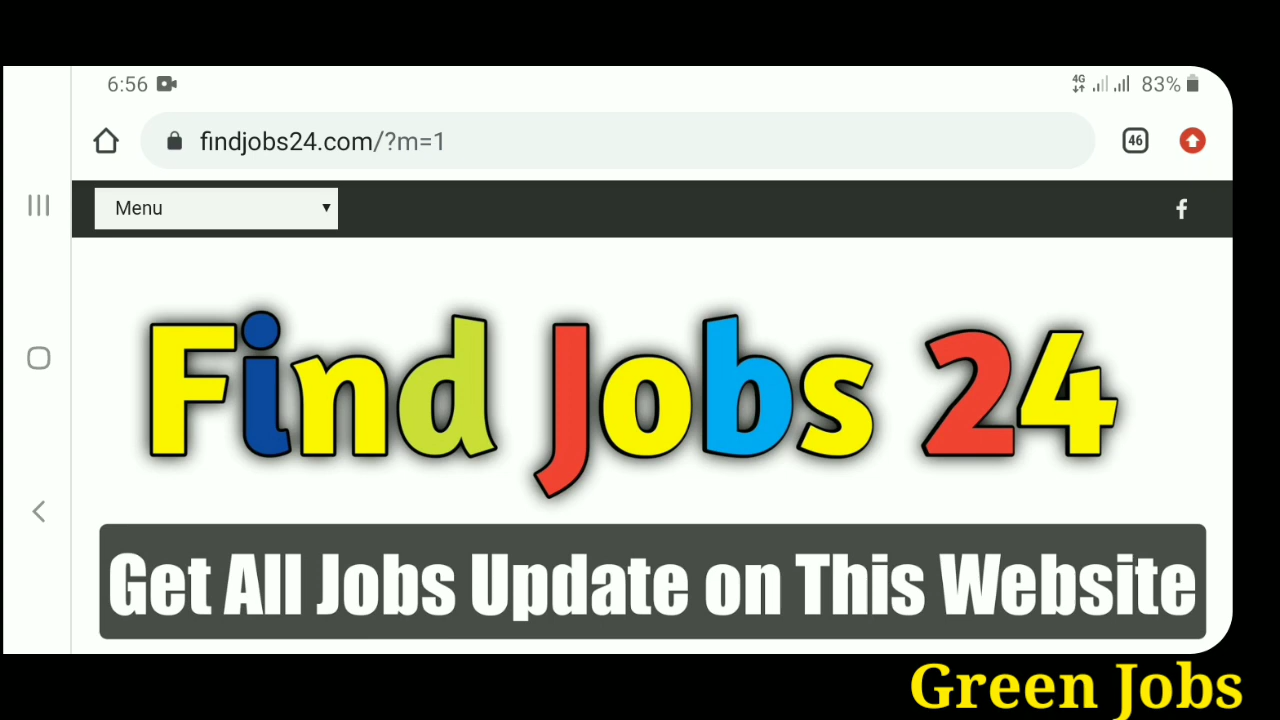 6:56 4G 83%
findjobs24.com/?m=1 46
Menu
Find Jobs 24
Get All Jobs Update on This Website
Green Jobs